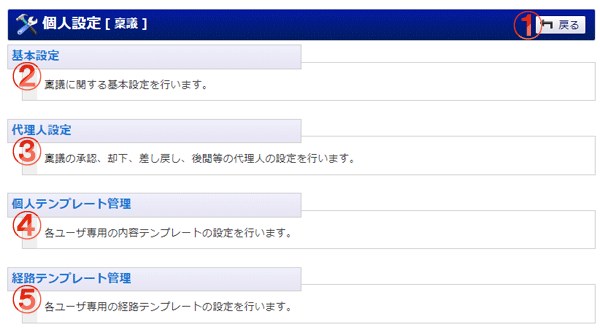 個人設定 [ 稟議 ]
① 戻る
基本設定
② 稟議に関する基本設定を行います。
代理人設定
③ 稟議の承認、却下、差し戻し、後閲等の代理人の設定を行います。
個人テンプレート管理
④ 各ユーザ専用の内容テンプレートの設定を行います。
経路テンプレート管理
⑤ 各ユーザ専用の経路テンプレートの設定を行います。